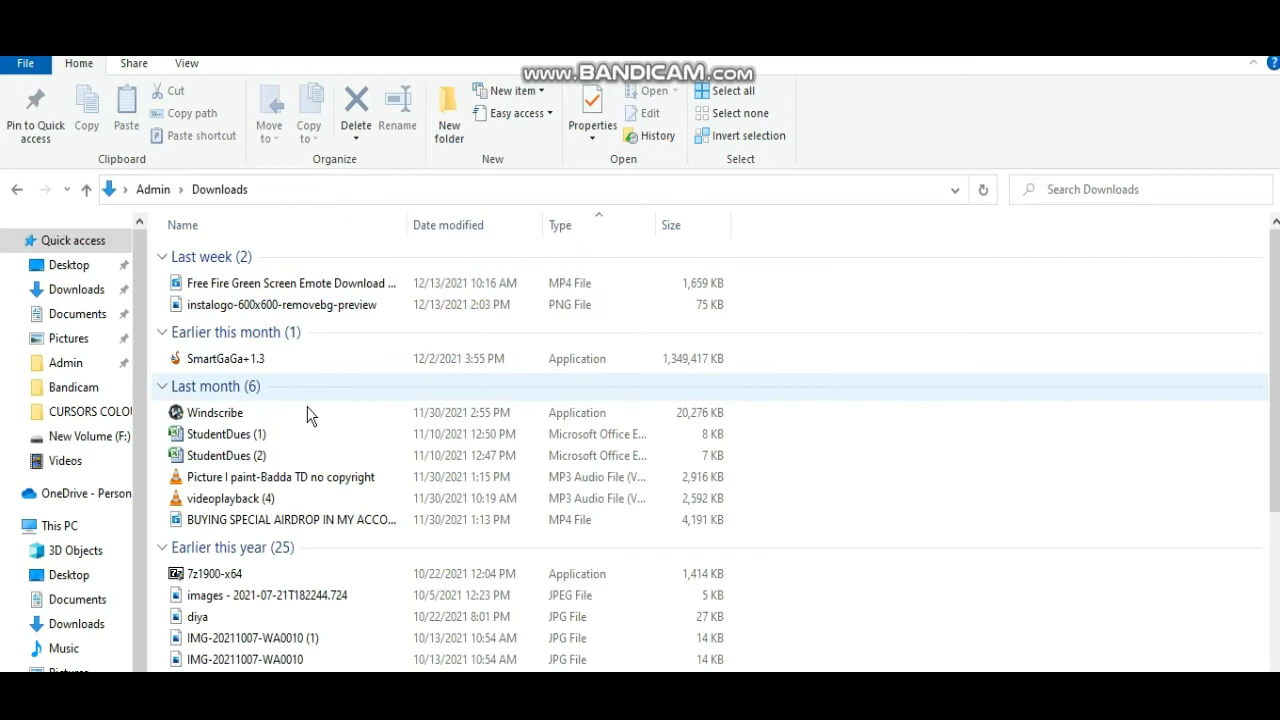 www.BANDICAM.com
File Home Share View
Pin to Quick access
Copy
Paste
Cut
Copy path
Paste shortcut
Clipboard
Move to
Copy to
Delete
Rename
Organize
New folder
New item
Easy access
New
Properties
Open
Edit
History
Open
Select all
Select none
Invert selection
Select
Admin > Downloads
Search Downloads
Name Date modified Type Size
Quick access
Desktop
Downloads
Documents
Pictures
Admin
Bandicam
CURSORS COLOU
New Volume (F:)
Videos
OneDrive - Person
This PC
3D Objects
Desktop
Documents
Downloads
Music
Last week (2)
Free Fire Green Screen Emote Download ... 12/13/2021 10:16 AM MP4 File 1,659 KB
instalogo-600x600-removebg-preview 12/13/2021 2:03 PM PNG File 75 KB
Earlier this month (1)
SmartGaGa+1.3 12/2/2021 3:55 PM Application 1,349,417 KB
Last month (6)
Windscribe 11/30/2021 2:55 PM Application 20,276 KB
StudentDues (1) 11/10/2021 12:50 PM Microsoft Office E... 8 KB
StudentDues (2) 11/10/2021 12:47 PM Microsoft Office E... 7 KB
Picture I paint-Badda TD no copyright 11/30/2021 1:15 PM MP3 Audio File (V... 2,916 KB
videoplayback (4) 11/30/2021 10:19 AM MP3 Audio File (V... 2,592 KB
BUYING SPECIAL AIRDROP IN MY ACCO... 11/30/2021 1:13 PM MP4 File 4,191 KB
Earlier this year (25)
7z1900-x64 10/22/2021 12:04 PM Application 1,414 KB
images - 2021-07-21T182244.724 10/5/2021 12:23 PM JPEG File 5 KB
diya 10/22/2021 8:01 PM JPG File 27 KB
IMG-20211007-WA0010 (1) 10/13/2021 10:54 AM JPG File 14 KB
IMG-20211007-WA0010 10/13/2021 10:54 AM JPG File 14 KB